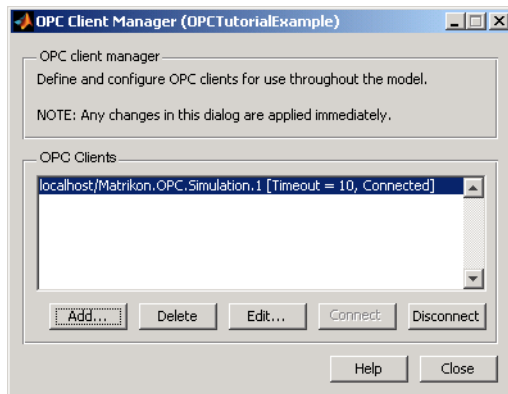 OPC Client Manager (OPCTutorialExample)
OPC client manager
Define and configure OPC clients for use throughout the model.
NOTE: Any changes in this dialog are applied immediately.
OPC Clients
localhost/Matrikon.OPC.Simulation.1 [Timeout = 10, Connected]
Add... Delete Edit... Connect Disconnect
Help Close